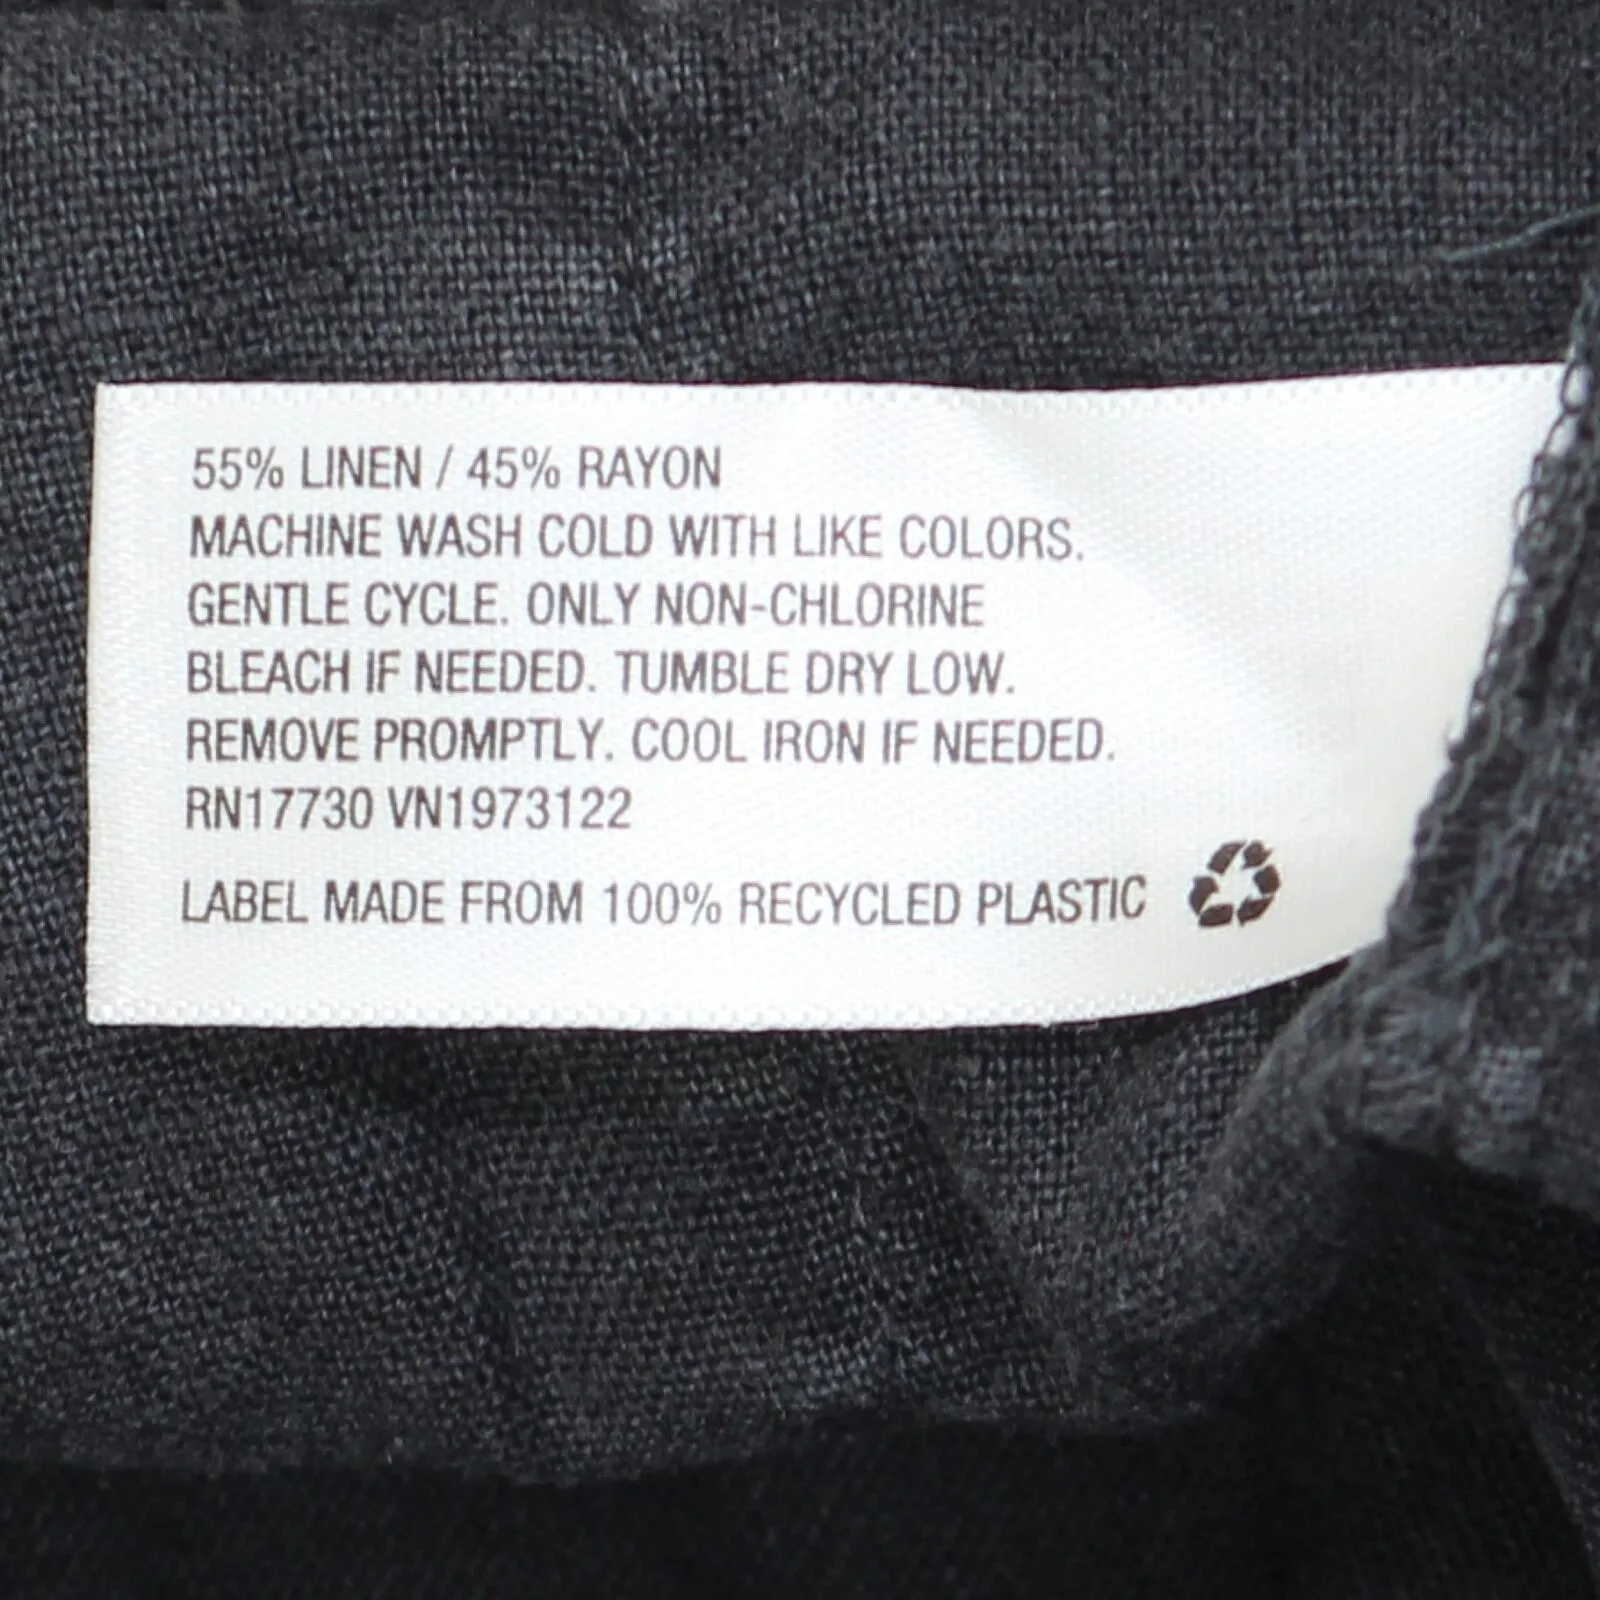 55% LINEN / 45% RAYON
MACHINE WASH COLD WITH LIKE COLORS.
GENTLE CYCLE. ONLY NON-CHLORINE
BLEACH IF NEEDED. TUMBLE DRY LOW.
REMOVE PROMPTLY. COOL IRON IF NEEDED.
RN17730 VN1973122
LABEL MADE FROM 100% RECYCLED PLASTIC